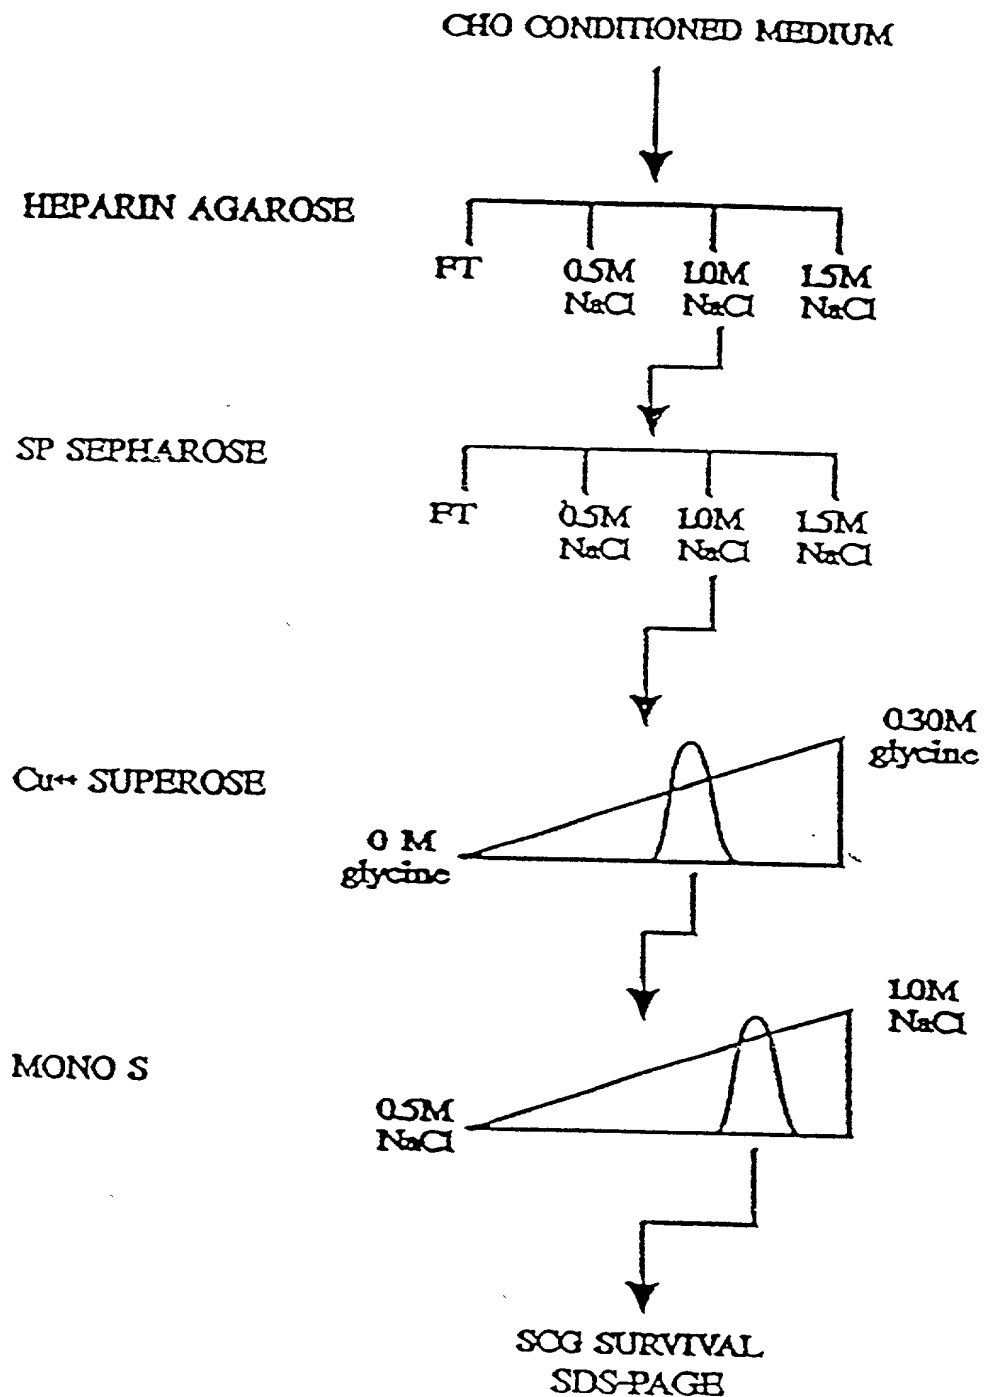 CHO CONDITIONED MEDIUM
HEPARIN AGAROSE
FT
0.5M
NaCl
1.0M
NaCl
1.5M
NaCl
SP SEPHAROSE
FT
0.5M
NaCl
1.0M
NaCl
1.5M
NaCl
Cu++ SUPEROSE
0 M
glycine
0.30M
glycine
MONO S
0.5M
NaCl
1.0M
NaCl
SCG SURVIVAL
SDS-PAGE